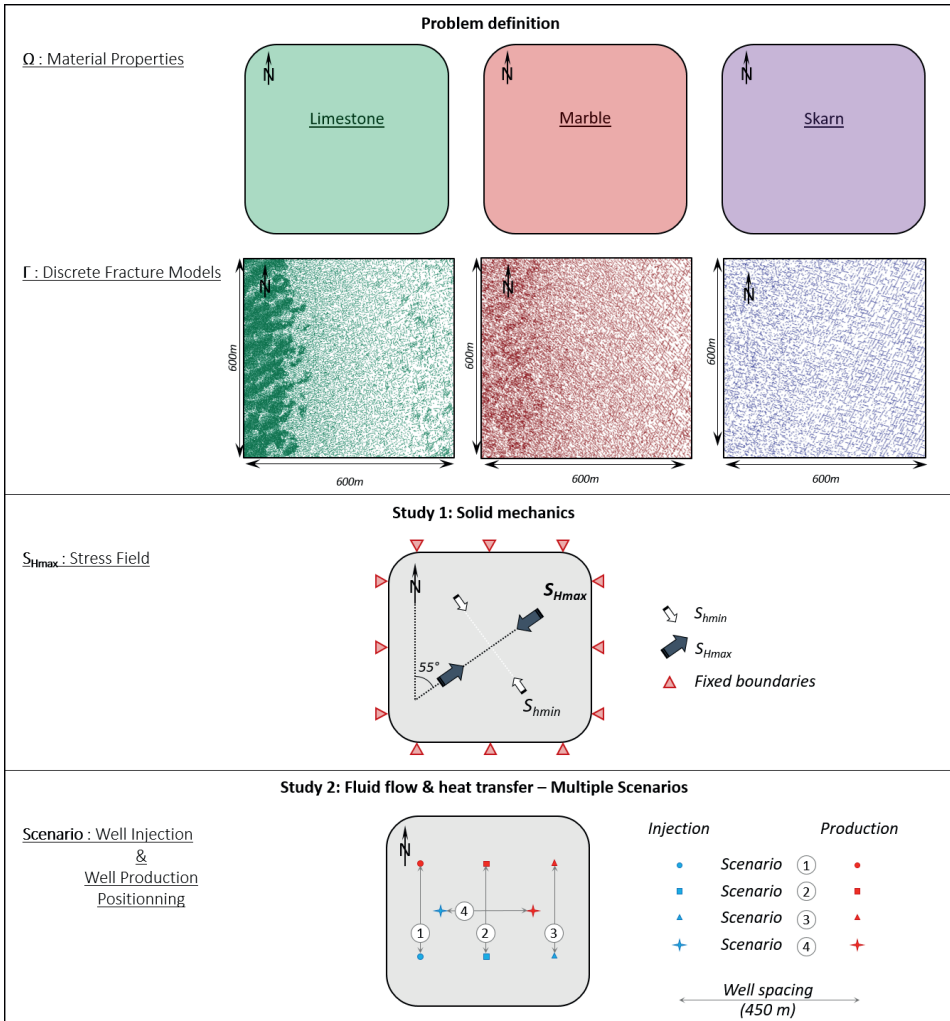 Problem definition
Ω : Material Properties
N
Limestone
N
Marble
N
Skarn
Γ : Discrete Fracture Models
N
600m
600m
N
600m
600m
N
600m
600m
Study 1: Solid mechanics
SHmax : Stress Field
N
SHmax
55°
Shmin
Shmin
SHmax
Fixed boundaries
Study 2: Fluid flow & heat transfer – Multiple Scenarios
Scenario : Well Injection
&
Well Production
Positionning
N
4
1
2
3
Injection Production
Scenario 1
Scenario 2
Scenario 3
Scenario 4
Well spacing
(450 m)